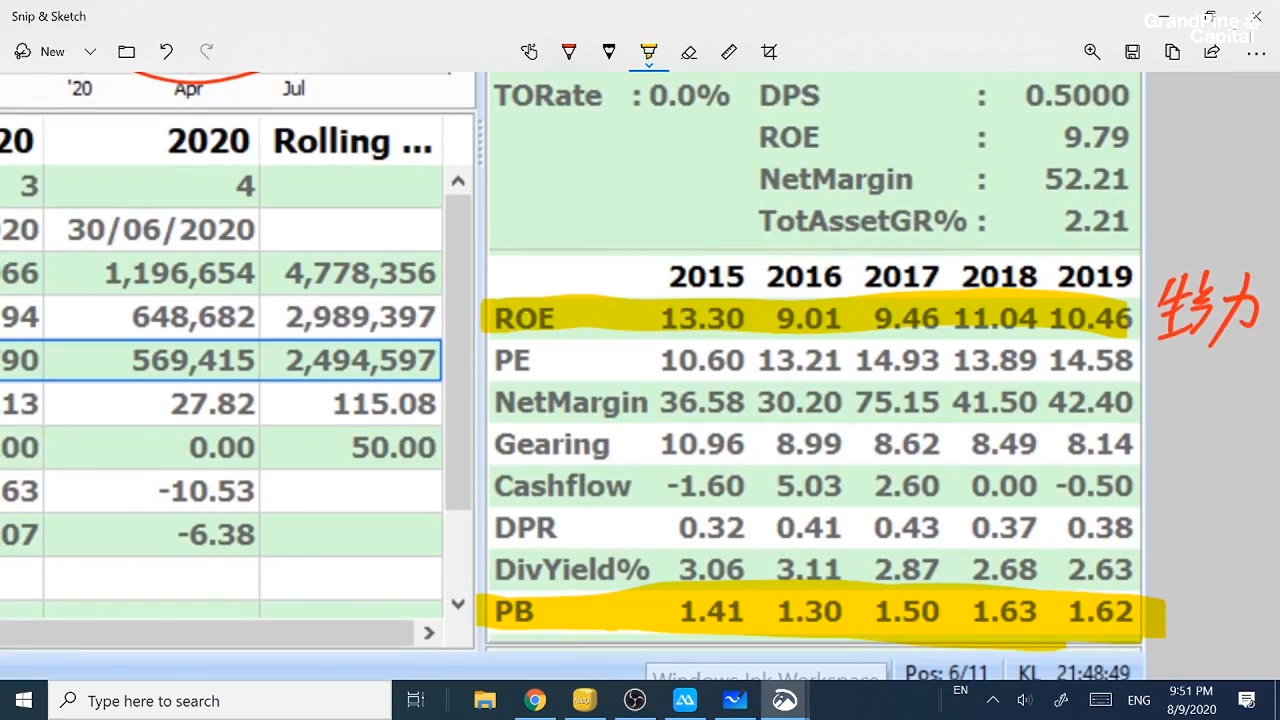 Snip & Sketch
GrandPine Capital
New
'20 Apr Jul
20 2020 Rolling ...
3 4
020 30/06/2020
66 1,196,654 4,778,356
94 648,682 2,989,397
90 569,415 2,494,597
.13 27.82 115.08
00 0.00 50.00
63 -10.53
07 -6.38
TORate : 0.0% DPS : 0.5000
ROE : 9.79
NetMargin : 52.21
TotAssetGR% : 2.21
2015 2016 2017 2018 2019
ROE 13.30 9.01 9.46 11.04 10.46
PE 10.60 13.21 14.93 13.89 14.58
NetMargin 36.58 30.20 75.15 41.50 42.40
Gearing 10.96 8.99 8.62 8.49 8.14
Cashflow -1.60 5.03 2.60 0.00 -0.50
DPR 0.32 0.41 0.43 0.37 0.38
DivYield% 3.06 3.11 2.87 2.68 2.63
PB 1.41 1.30 1.50 1.63 1.62
力
Windows Ink Workspace
Pos: 6/11 KL 21:48:49
Type here to search
EN
ENG
9:51 PM
8/9/2020